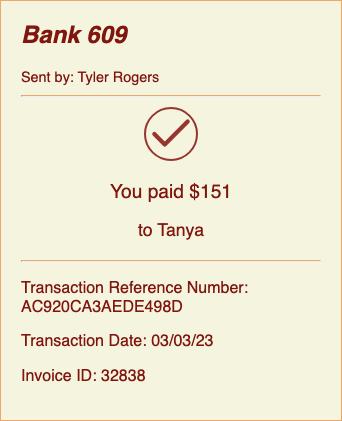 Bank 609
Sent by: Tyler Rogers
You paid $151
to Tanya
Transaction Reference Number:
AC920CA3AEDE498D
Transaction Date: 03/03/23
Invoice ID: 32838